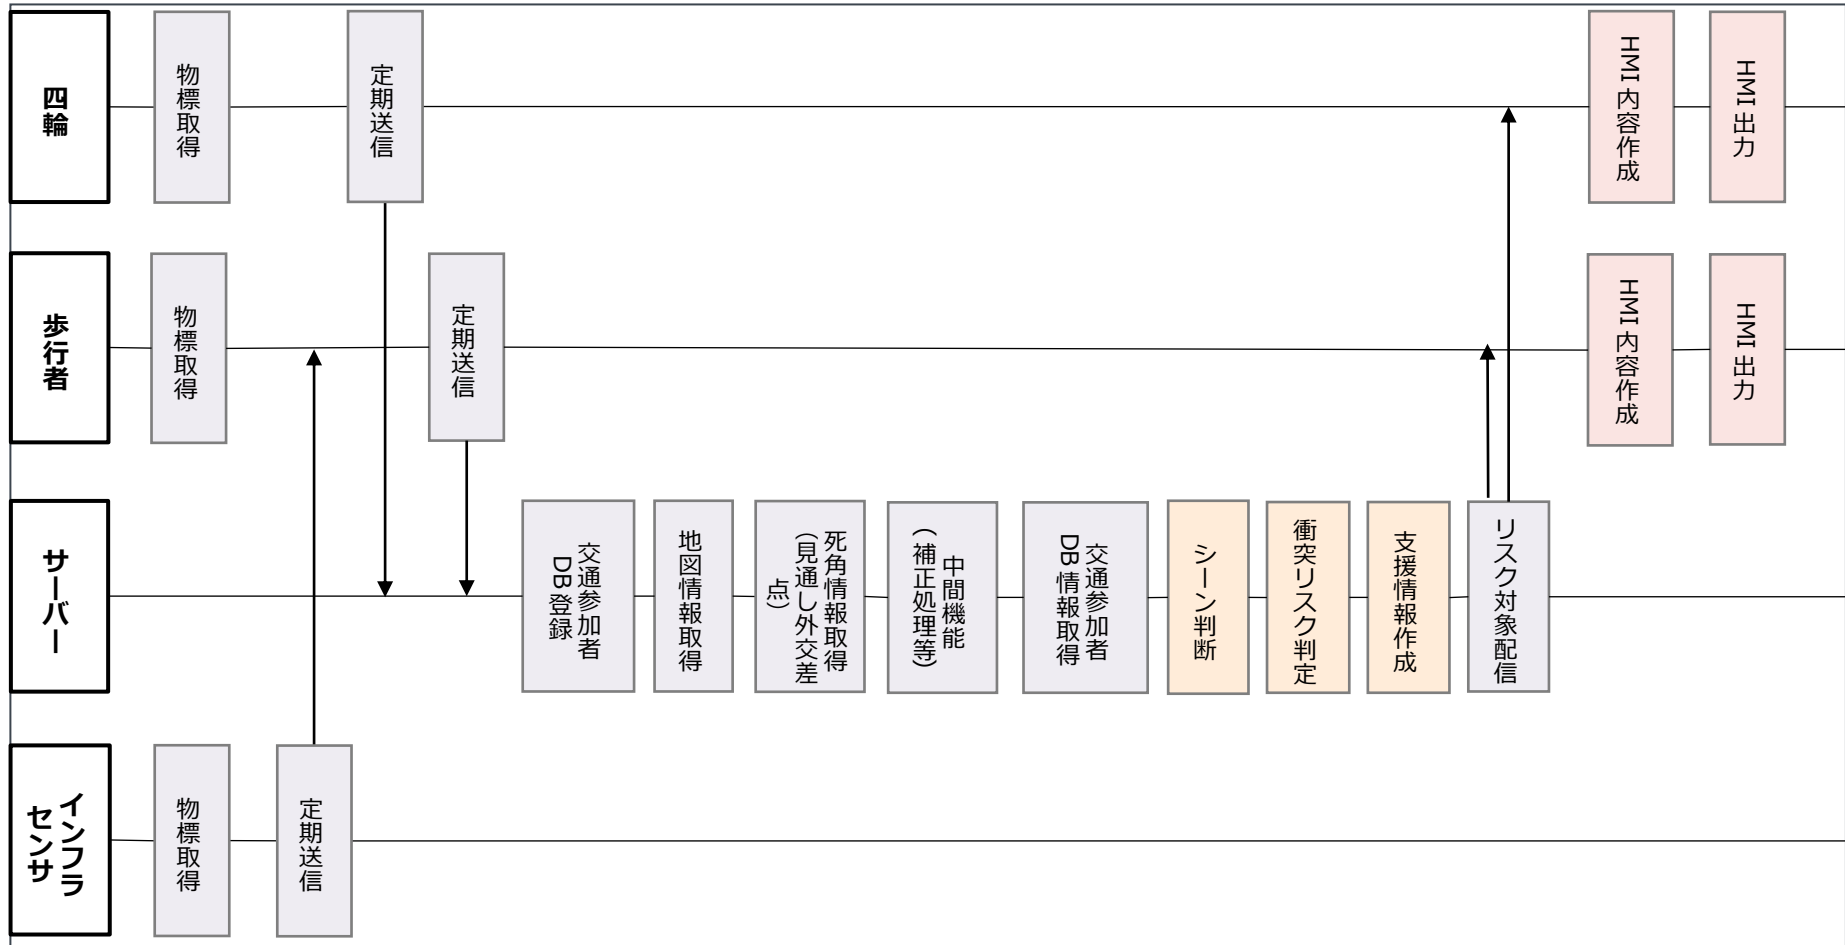 四輪
物標取得
定期送信
HMI内容作成
HMI出力
歩行者
物標取得
定期送信
HMI内容作成
HMI出力
サーバー
交通参加者
DB登録
地図情報取得
死角情報取得
(見通し外交差
点)
中間機能
(補正処理等)
交通参加者
DB情報取得
シーン判断
衝突リスク判定
支援情報作成
リスク対象配信
インフラ
センサ
物標取得
定期送信